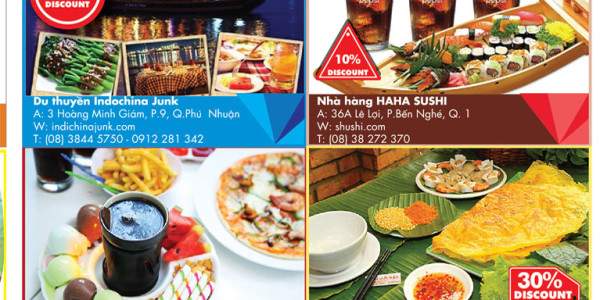 DISCOUNT
10%
DISCOUNT
Du thuyền Indochina Junk
A: 3 Hoàng Minh Giám, P.9, Q.Phú Nhuận
W: indichinajunk.com
T: (08) 3844 5750 - 0912 281 342
Nhà hàng HAHA SUSHI
A: 36A Lê Lợi, P.Bến Nghé, Q. 1
W: shushi.com
T: (08) 38 272 370
30%
DISCOUNT